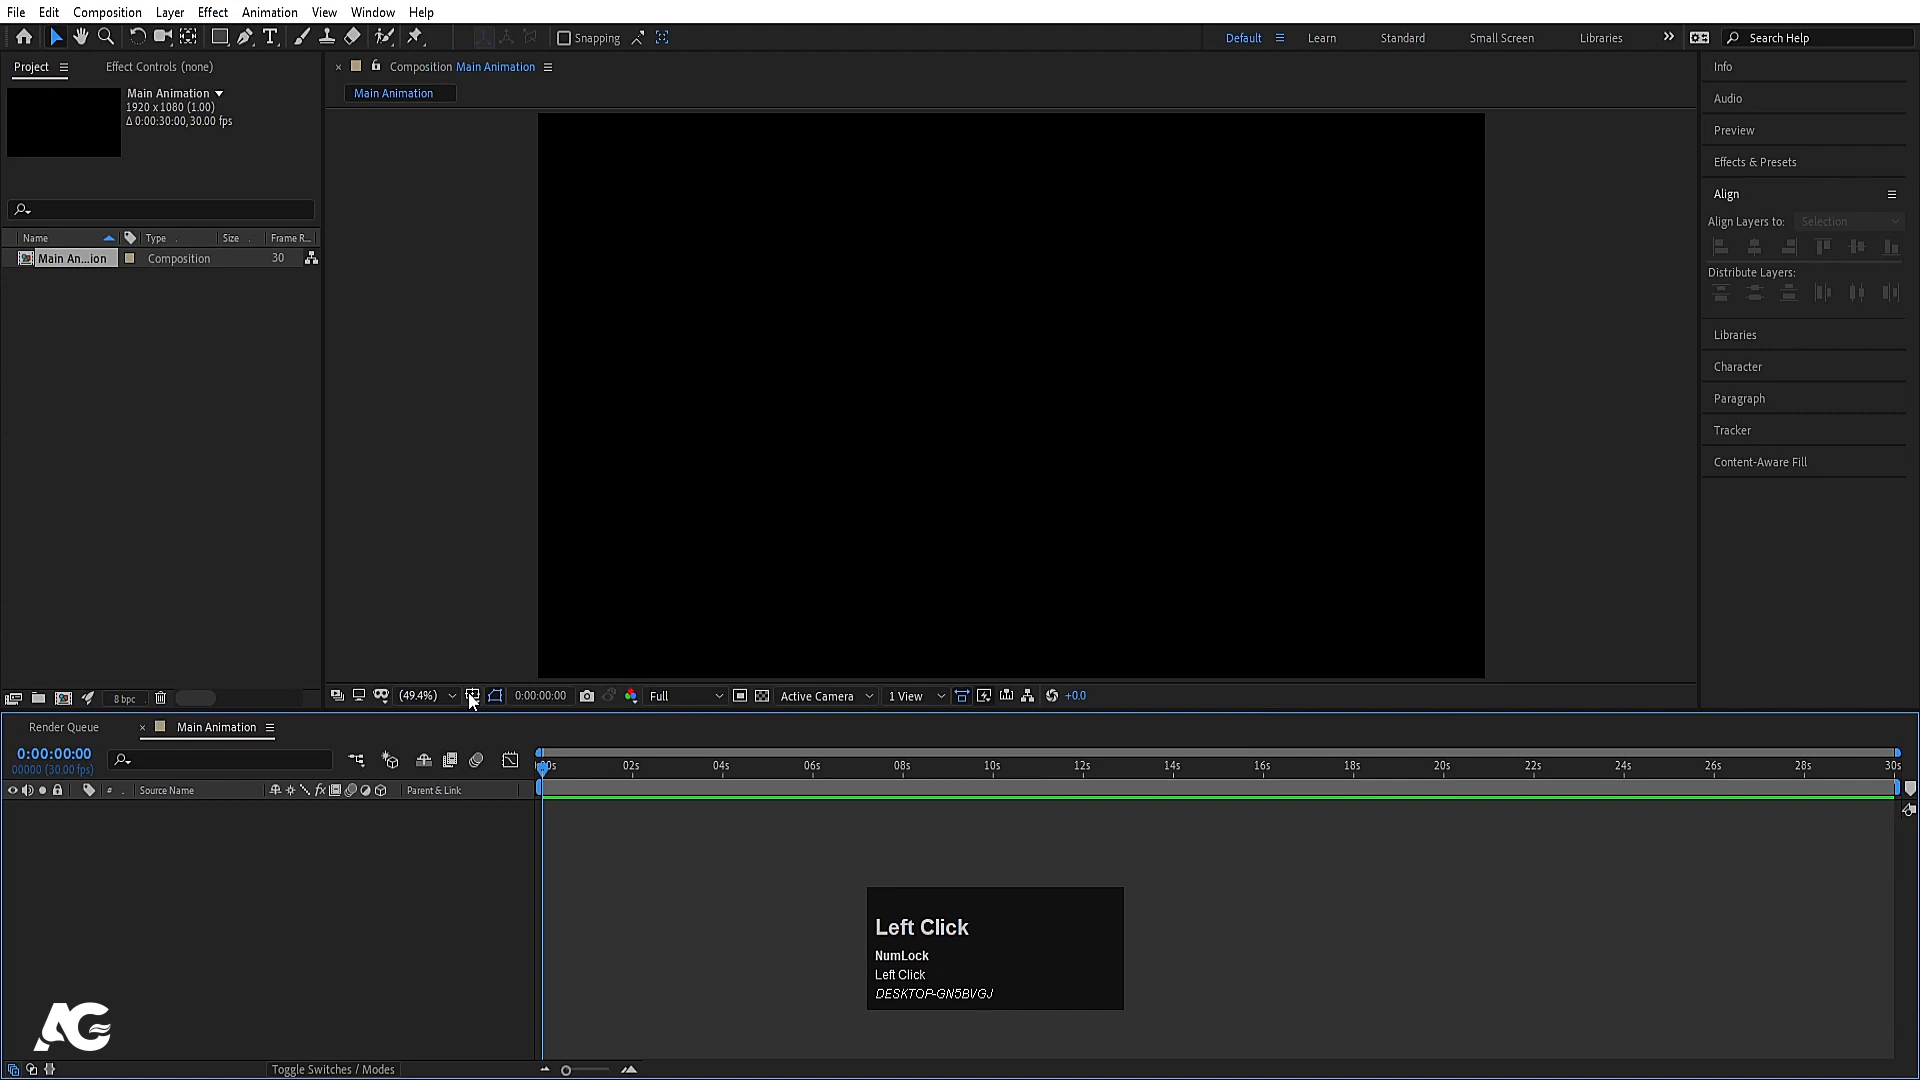 File Edit Composition Layer Effect Animation View Window Help
Snapping
Default Learn Standard Small Screen Libraries Search Help
Project Effect Controls (none)
Composition Main Animation
Main Animation
Main Animation
1920 x 1080 (1.00)
Δ 0:00:30:00, 30.00 fps
Name Type Size Frame R...
Main An...ion Composition 30
8 bpc
(49.4%) 0:00:00:00 Full Active Camera 1 View +0.0
Info
Audio
Preview
Effects & Presets
Align
Align Layers to: Selection
Distribute Layers:
Libraries
Character
Paragraph
Tracker
Content-Aware Fill
Render Queue Main Animation
0:00:00:00
00000 (30.00 fps)
# Source Name fx Parent & Link
02s 04s 06s 08s 10s 12s 14s 16s 18s 20s 22s 24s 26s 28s 30s
Left Click
NumLock
Left Click
DESKTOP-GN5BVGJ
AG
Toggle Switches / Modes